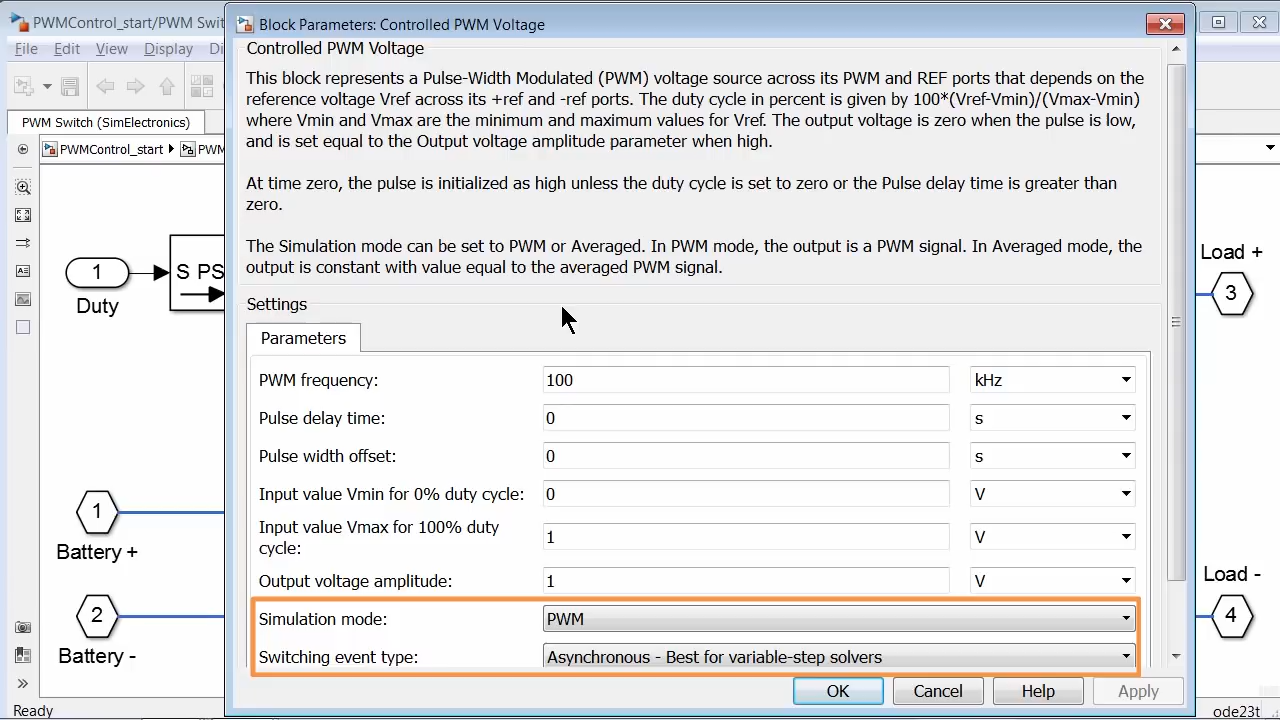 PWMControl_start/PWM Swit
Block Parameters: Controlled PWM Voltage
File Edit View Display Di
PWM Switch (SimElectronics)
PWMControl_start PWM
Controlled PWM Voltage
This block represents a Pulse-Width Modulated (PWM) voltage source across its PWM and REF ports that depends on the
reference voltage Vref across its +ref and -ref ports. The duty cycle in percent is given by 100*(Vref-Vmin)/(Vmax-Vmin)
where Vmin and Vmax are the minimum and maximum values for Vref. The output voltage is zero when the pulse is low,
and is set equal to the Output voltage amplitude parameter when high.
At time zero, the pulse is initialized as high unless the duty cycle is set to zero or the Pulse delay time is greater than
zero.
The Simulation mode can be set to PWM or Averaged. In PWM mode, the output is a PWM signal. In Averaged mode, the
output is constant with value equal to the averaged PWM signal.
Settings
Parameters
PWM frequency: 100 kHz
Pulse delay time: 0 s
Pulse width offset: 0 s
Input value Vmin for 0% duty cycle: 0 V
Input value Vmax for 100% duty
cycle: 1 V
Output voltage amplitude: 1 V
Simulation mode: PWM
Switching event type: Asynchronous - Best for variable-step solvers
OK Cancel Help Apply
1
Duty
S PS
1
Battery +
2
Battery -
Load +
3
Load -
4
Ready
ode23t